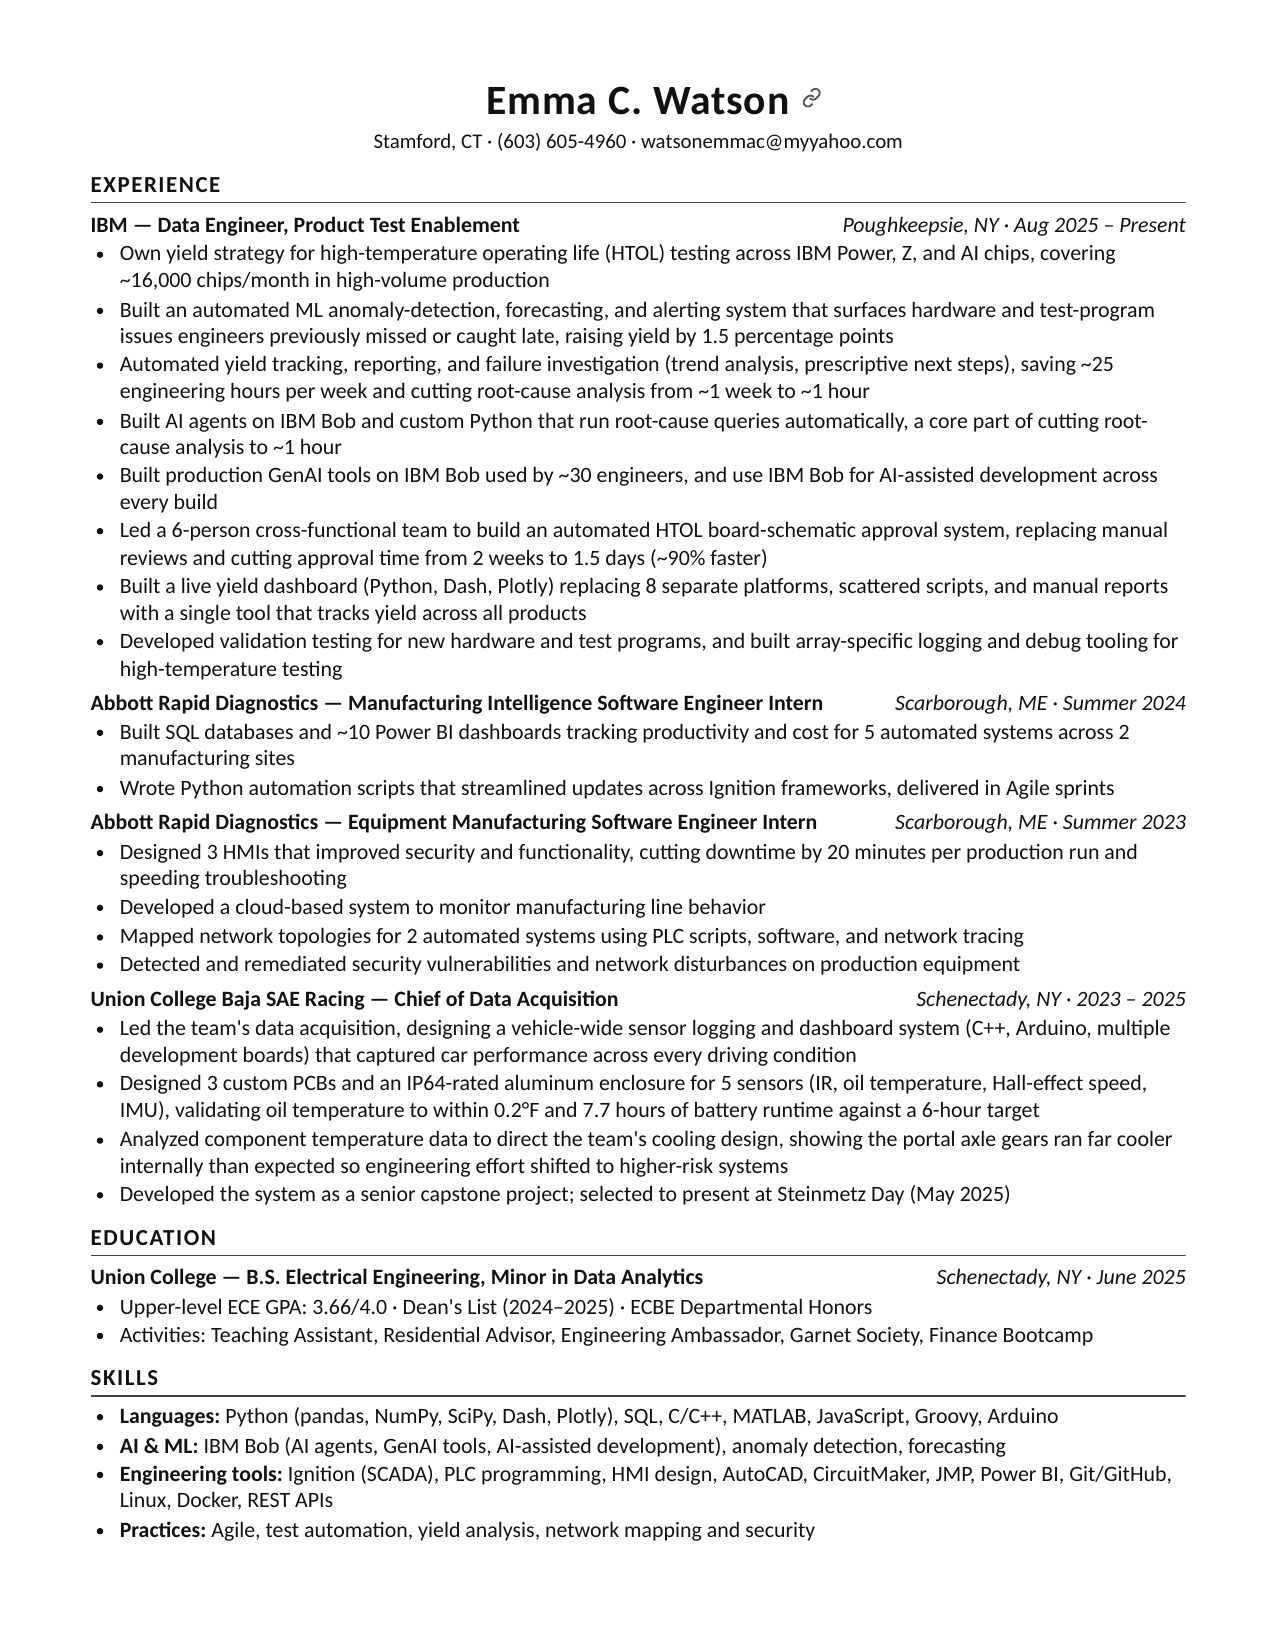 Emma C. Watson
Stamford, CT · (603) 605-4960 · watsonemmac@myyahoo.com
EXPERIENCE
IBM — Data Engineer, Product Test Enablement Poughkeepsie, NY · Aug 2025 – Present
• Own yield strategy for high-temperature operating life (HTOL) testing across IBM Power, Z, and AI chips, covering
~16,000 chips/month in high-volume production
• Built an automated ML anomaly-detection, forecasting, and alerting system that surfaces hardware and test-program
issues engineers previously missed or caught late, raising yield by 1.5 percentage points
• Automated yield tracking, reporting, and failure investigation (trend analysis, prescriptive next steps), saving ~25
engineering hours per week and cutting root-cause analysis from ~1 week to ~1 hour
• Built AI agents on IBM Bob and custom Python that run root-cause queries automatically, a core part of cutting root-
cause analysis to ~1 hour
• Built production GenAI tools on IBM Bob used by ~30 engineers, and use IBM Bob for AI-assisted development across
every build
• Led a 6-person cross-functional team to build an automated HTOL board-schematic approval system, replacing manual
reviews and cutting approval time from 2 weeks to 1.5 days (~90% faster)
• Built a live yield dashboard (Python, Dash, Plotly) replacing 8 separate platforms, scattered scripts, and manual reports
with a single tool that tracks yield across all products
• Developed validation testing for new hardware and test programs, and built array-specific logging and debug tooling for
high-temperature testing
Abbott Rapid Diagnostics — Manufacturing Intelligence Software Engineer Intern Scarborough, ME · Summer 2024
• Built SQL databases and ~10 Power BI dashboards tracking productivity and cost for 5 automated systems across 2
manufacturing sites
• Wrote Python automation scripts that streamlined updates across Ignition frameworks, delivered in Agile sprints
Abbott Rapid Diagnostics — Equipment Manufacturing Software Engineer Intern Scarborough, ME · Summer 2023
• Designed 3 HMIs that improved security and functionality, cutting downtime by 20 minutes per production run and
speeding troubleshooting
• Developed a cloud-based system to monitor manufacturing line behavior
• Mapped network topologies for 2 automated systems using PLC scripts, software, and network tracing
• Detected and remediated security vulnerabilities and network disturbances on production equipment
Union College Baja SAE Racing — Chief of Data Acquisition Schenectady, NY · 2023 – 2025
• Led the team's data acquisition, designing a vehicle-wide sensor logging and dashboard system (C++, Arduino, multiple
development boards) that captured car performance across every driving condition
• Designed 3 custom PCBs and an IP64-rated aluminum enclosure for 5 sensors (IR, oil temperature, Hall-effect speed,
IMU), validating oil temperature to within 0.2°F and 7.7 hours of battery runtime against a 6-hour target
• Analyzed component temperature data to direct the team's cooling design, showing the portal axle gears ran far cooler
internally than expected so engineering effort shifted to higher-risk systems
• Developed the system as a senior capstone project; selected to present at Steinmetz Day (May 2025)
EDUCATION
Union College — B.S. Electrical Engineering, Minor in Data Analytics Schenectady, NY · June 2025
• Upper-level ECE GPA: 3.66/4.0 · Dean's List (2024–2025) · ECBE Departmental Honors
• Activities: Teaching Assistant, Residential Advisor, Engineering Ambassador, Garnet Society, Finance Bootcamp
SKILLS
• Languages: Python (pandas, NumPy, SciPy, Dash, Plotly), SQL, C/C++, MATLAB, JavaScript, Groovy, Arduino
• AI & ML: IBM Bob (AI agents, GenAI tools, AI-assisted development), anomaly detection, forecasting
• Engineering tools: Ignition (SCADA), PLC programming, HMI design, AutoCAD, CircuitMaker, JMP, Power BI, Git/GitHub,
Linux, Docker, REST APIs
• Practices: Agile, test automation, yield analysis, network mapping and security